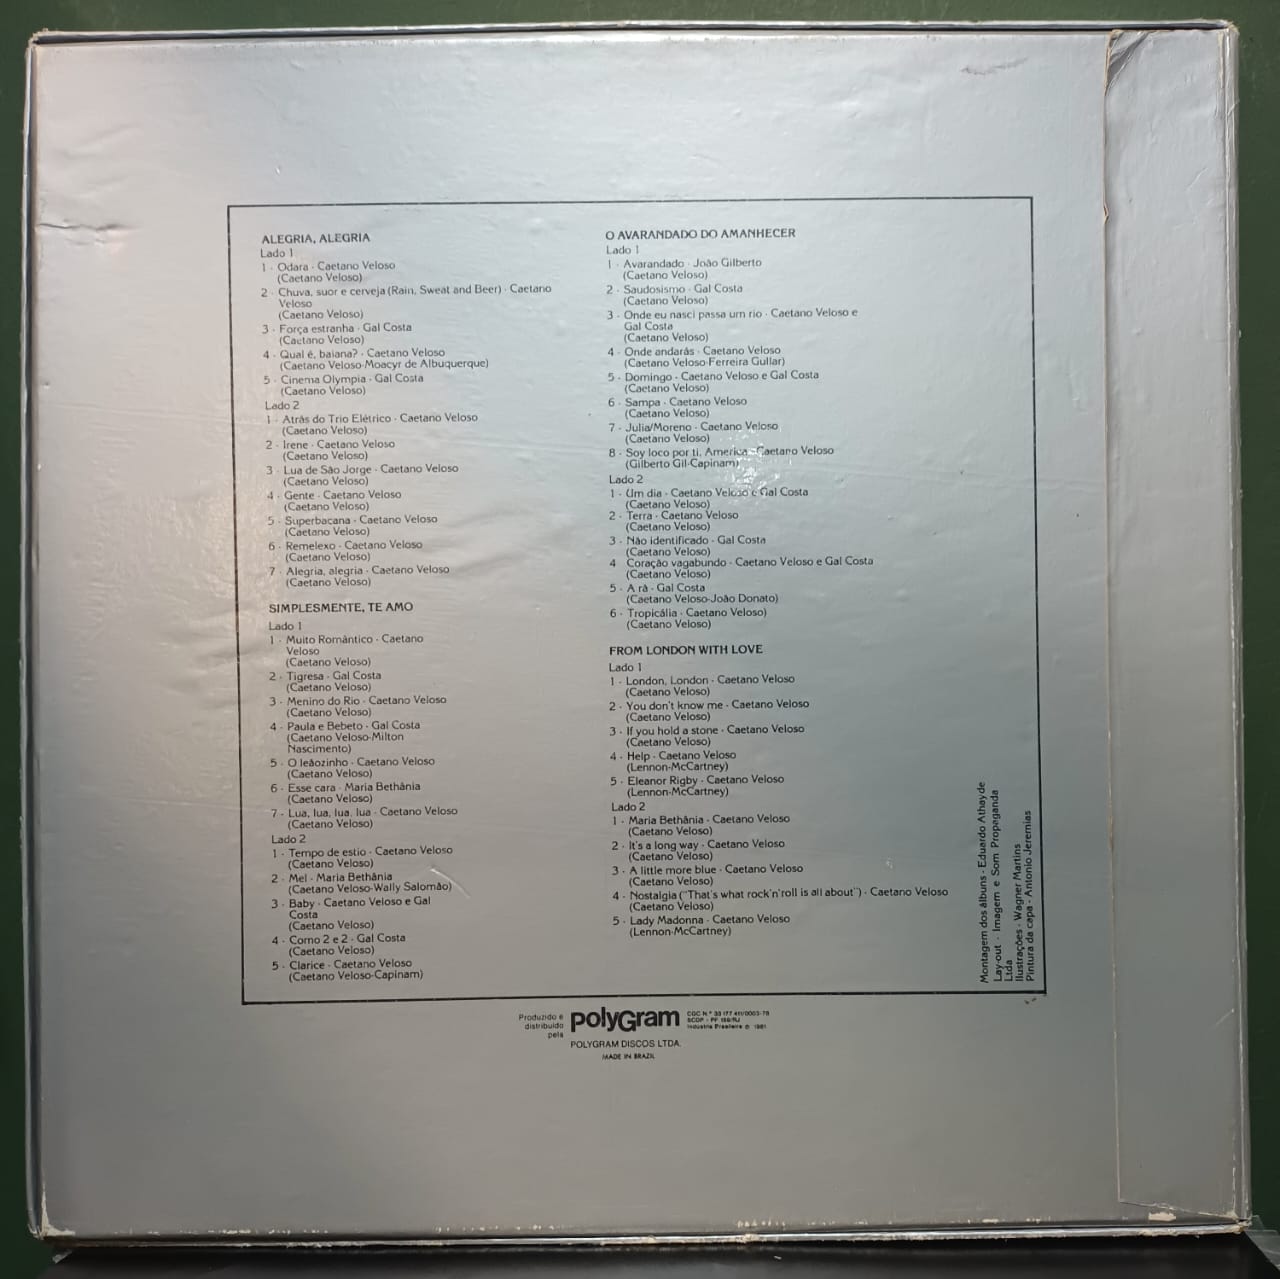 ALEGRIA, ALEGRIA
Lado 1
1 · Odara · Caetano Veloso
(Caetano Veloso)
2 · Chuva, suor e cerveja (Rain, Sweat and Beer) · Caetano
Veloso
(Caetano Veloso)
3 · Força estranha · Gal Costa
(Caetano Veloso)
4 · Qual é, baiana? · Caetano Veloso
(Caetano Veloso-Moacyr de Albuquerque)
5 · Cinema Olympia · Gal Costa
(Caetano Veloso)
Lado 2
1 · Atrás do Trio Elétrico · Caetano Veloso
(Caetano Veloso)
2 · Irene · Caetano Veloso
(Caetano Veloso)
3 · Lua de São Jorge · Caetano Veloso
(Caetano Veloso)
4 · Gente · Caetano Veloso
(Caetano Veloso)
5 · Superbacana · Caetano Veloso
(Caetano Veloso)
6 · Remelexo · Caetano Veloso
(Caetano Veloso)
7 · Alegria, alegria · Caetano Veloso
(Caetano Veloso)
SIMPLESMENTE, TE AMO
Lado 1
1 · Muito Romântico · Caetano
Veloso
(Caetano Veloso)
2 · Tigresa · Gal Costa
(Caetano Veloso)
3 · Menino do Rio · Caetano Veloso
(Caetano Veloso)
4 · Paula e Bebeto · Gal Costa
(Caetano Veloso-Milton
Nascimento)
5 · O leãozinho · Caetano Veloso
(Caetano Veloso)
6 · Esse cara · Maria Bethânia
(Caetano Veloso)
7 · Lua, lua, lua, lua · Caetano Veloso
(Caetano Veloso)
Lado 2
1 · Tempo de estio · Caetano Veloso
(Caetano Veloso)
2 · Mel · Maria Bethânia
(Caetano Veloso-Wally Salomão)
3 · Baby · Caetano Veloso e Gal
Costa
(Caetano Veloso)
4 · Como 2 e 2 · Gal Costa
(Caetano Veloso)
5 · Clarice · Caetano Veloso
(Caetano Veloso-Capinam)
O AVARANDADO DO AMANHECER
Lado 1
1 · Avarandado · João Gilberto
(Caetano Veloso)
2 · Saudosismo · Gal Costa
(Caetano Veloso)
3 · Onde eu nasci passa um rio · Caetano Veloso e
Gal Costa
(Caetano Veloso)
4 · Onde andarás · Caetano Veloso
(Caetano Veloso-Ferreira Gullar)
5 · Domingo · Caetano Veloso e Gal Costa
(Caetano Veloso)
6 · Sampa · Caetano Veloso
(Caetano Veloso)
7 · Julia/Moreno · Caetano Veloso
(Caetano Veloso)
8 · Soy loco por ti, America · Caetano Veloso
(Gilberto Gil-Capinam)
Lado 2
1 · Um dia · Caetano Veloso e Gal Costa
(Caetano Veloso)
2 · Terra · Caetano Veloso
(Caetano Veloso)
3 · Não identificado · Gal Costa
(Caetano Veloso)
4 Coração vagabundo · Caetano Veloso e Gal Costa
(Caetano Veloso)
5 · A rã · Gal Costa
(Caetano Veloso-João Donato)
6 · Tropicália · Caetano Veloso)
(Caetano Veloso)
FROM LONDON WITH LOVE
Lado 1
1 · London, London · Caetano Veloso
(Caetano Veloso)
2 · You don't know me · Caetano Veloso
(Caetano Veloso)
3 · If you hold a stone · Caetano Veloso
(Caetano Veloso)
4 · Help · Caetano Veloso
(Lennon-McCartney)
5 · Eleanor Rigby · Caetano Veloso
(Lennon-McCartney)
Lado 2
1 · Maria Bethânia · Caetano Veloso
(Caetano Veloso)
2 · It's a long way · Caetano Veloso
(Caetano Veloso)
3 · A little more blue · Caetano Veloso
(Caetano Veloso)
4 · Nostalgia ("That's what rock'n'roll is all about") · Caetano Veloso
(Caetano Veloso)
5 · Lady Madonna · Caetano Veloso
(Lennon-McCartney)
Montagem dos álbuns · Eduardo Athayde
Lay-out · Imagem e Som Propaganda
Ltda
Ilustrações · Wagner Martins
Pintura da capa · Antonio Jeremias
Produzido e
distribuído
pela
polyGram
Indústria Brasileira © 1981
POLYGRAM DISCOS LTDA.
MADE IN BRAZIL